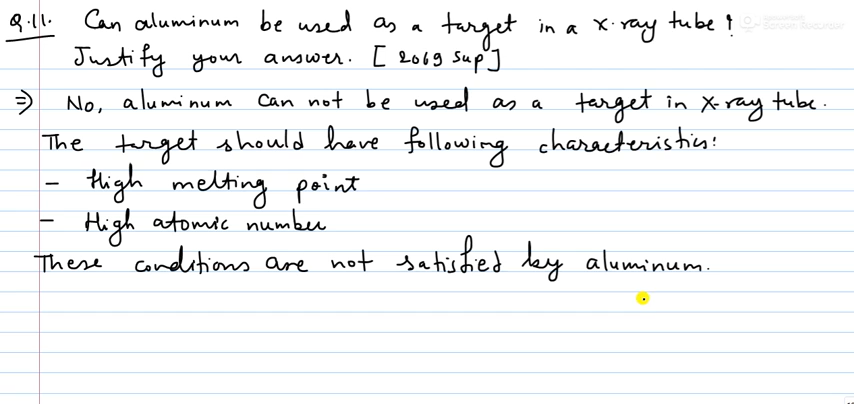 Q.11. Can aluminum be used as a target in a x-ray tube?
Justify your answer. [2069 Sup]
⇒ No, aluminum can not be used as a target in X-ray tube.
The target should have following characteristics:
- High melting point
- High atomic number
These conditions are not satisfied by aluminum.